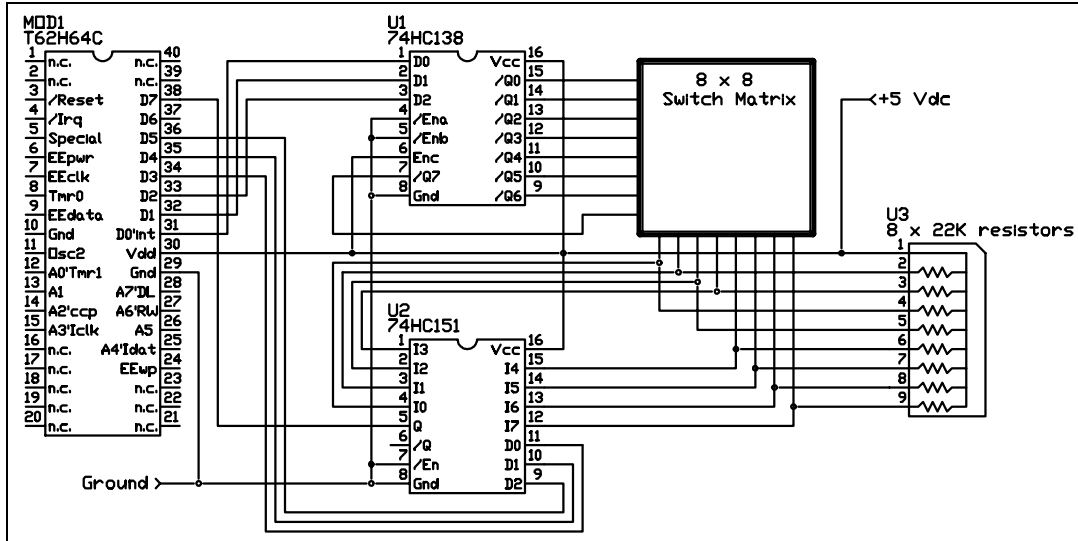 MOD1
T62H64C
1 n.c. n.c. 40
2 n.c. n.c. 39
3 /Reset D7 38
4 /Irq D6 37
5 Special D5 36
6 EEpwr D4 35
7 EEclk D3 34
8 Tmr0 D2 33
9 EEdata D1 32
10 Gnd D0'Int 31
11 Osc2 Vdd 30
12 A0'Tmr1 Gnd 29
13 A1 A7'DL 28
14 A2'ccp A6'RW 27
15 A3'Iclk A5 26
16 n.c. A4'Idat 25
17 n.c. EEwp 24
18 n.c. n.c. 23
19 n.c. n.c. 22
20 n.c. n.c. 21
Ground
U1
74HC138
1 D0 Vcc 16
2 D1 /Q0 15
3 D2 /Q1 14
4 /Ena /Q2 13
5 /Enb /Q3 12
6 Enc /Q4 11
7 /Q7 /Q5 10
8 Gnd /Q6 9
U2
74HC151
1 I3 Vcc 16
2 I2 I4 15
3 I1 I5 14
4 I0 I6 13
5 Q I7 12
6 /Q D0 11
7 /En D1 10
8 Gnd D2 9
8 x 8
Switch Matrix
+5 Vdc
U3
8 x 22K resistors
1
2
3
4
5
6
7
8
9